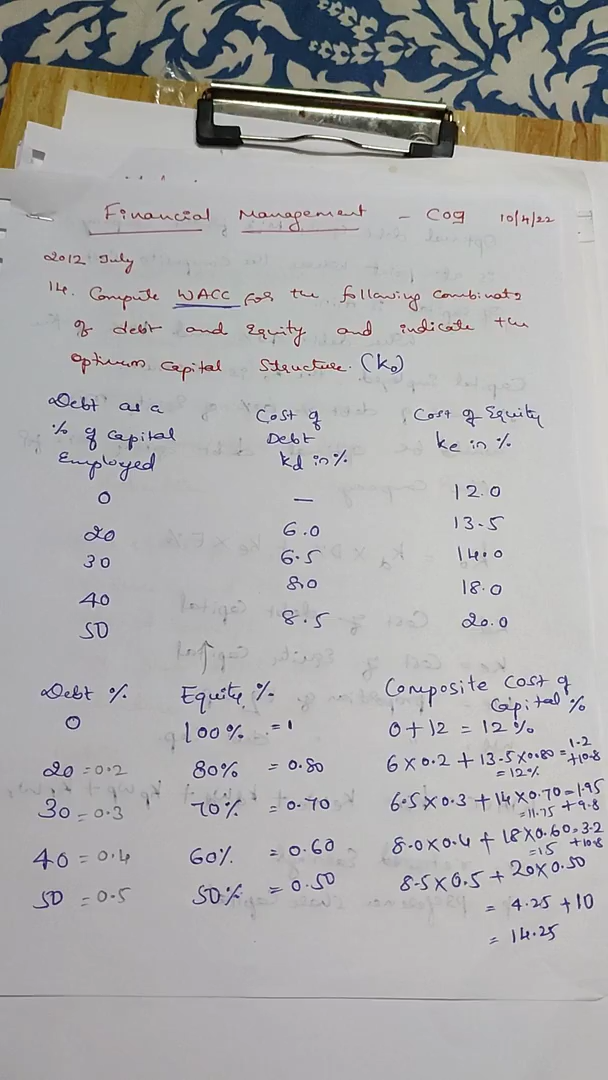 Financial Management - COg 10/4/22
2012 July
14. Compute WACC for the following combinats
of debt and Equity and indicate the
optimum Capital Structure. (ko)
Debt as a Cost of Cost of Equity
% of Capital Debt ke in %
Employed kd in %
0 — 12.0
20 6.0 13.5
30 6.5 14.0
40 8.0 18.0
50 8.5 20.0
Debt % Equity % Composite Cost of
Capital %
0 100% = 1 0 + 12 = 12%
20 = 0.2 80% = 0.80 6 x 0.2 + 13.5 x 0.80 = 1.2 + 10.8
= 12%
30 = 0.3 70% = 0.70 6.5 x 0.3 + 14 x 0.70 = 1.95 + 9.8
= 11.75
40 = 0.4 60% = 0.60 8.0 x 0.4 + 18 x 0.60 = 3.2 + 10.8
= 15
50 = 0.5 50% = 0.50 8.5 x 0.5 + 20 x 0.50
= 4.25 + 10
= 14.25